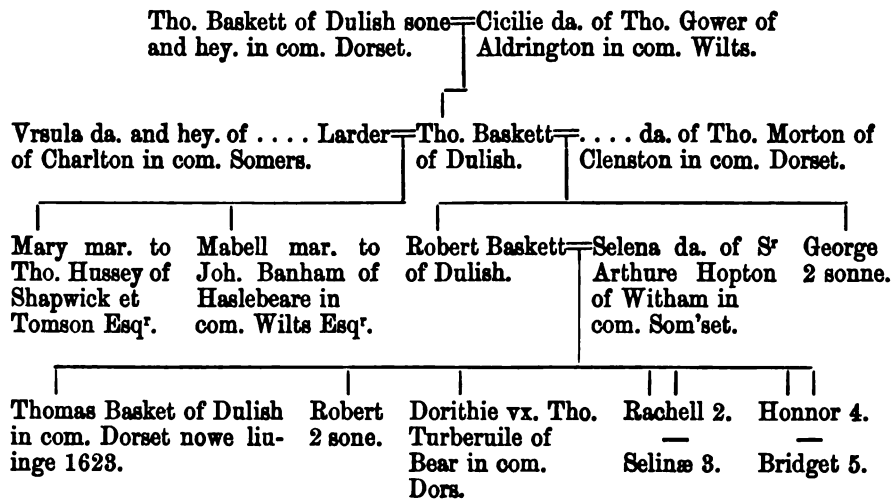 Tho. Baskett of Dulish sone
and hey. in com. Dorset.
Cicilie da. of Tho. Gower of
Aldrington in com. Wilts.
Vrsula da. and hey. of . . . . Larder
of Charlton in com. Somers.
Tho. Baskett
of Dulish.
. . . . da. of Tho. Morton of
Clenston in com. Dorset.
Mary mar. to
Tho. Hussey of
Shapwick et
Tomson Esqʳ.
Mabell mar. to
Joh. Banham of
Haslebeare in
com. Wilts Esqʳ.
Robert Baskett
of Dulish.
Selena da. of Sʳ
Arthure Hopton
of Witham in
com. Som'set.
George
2 sonne.
Thomas Basket of Dulish
in com. Dorset nowe liu-
inge 1623.
Robert
2 sone.
Dorithie vx. Tho.
Turberuile of
Bear in com.
Dors.
Rachell 2.
—
Selinæ 3.
Honnor 4.
—
Bridget 5.